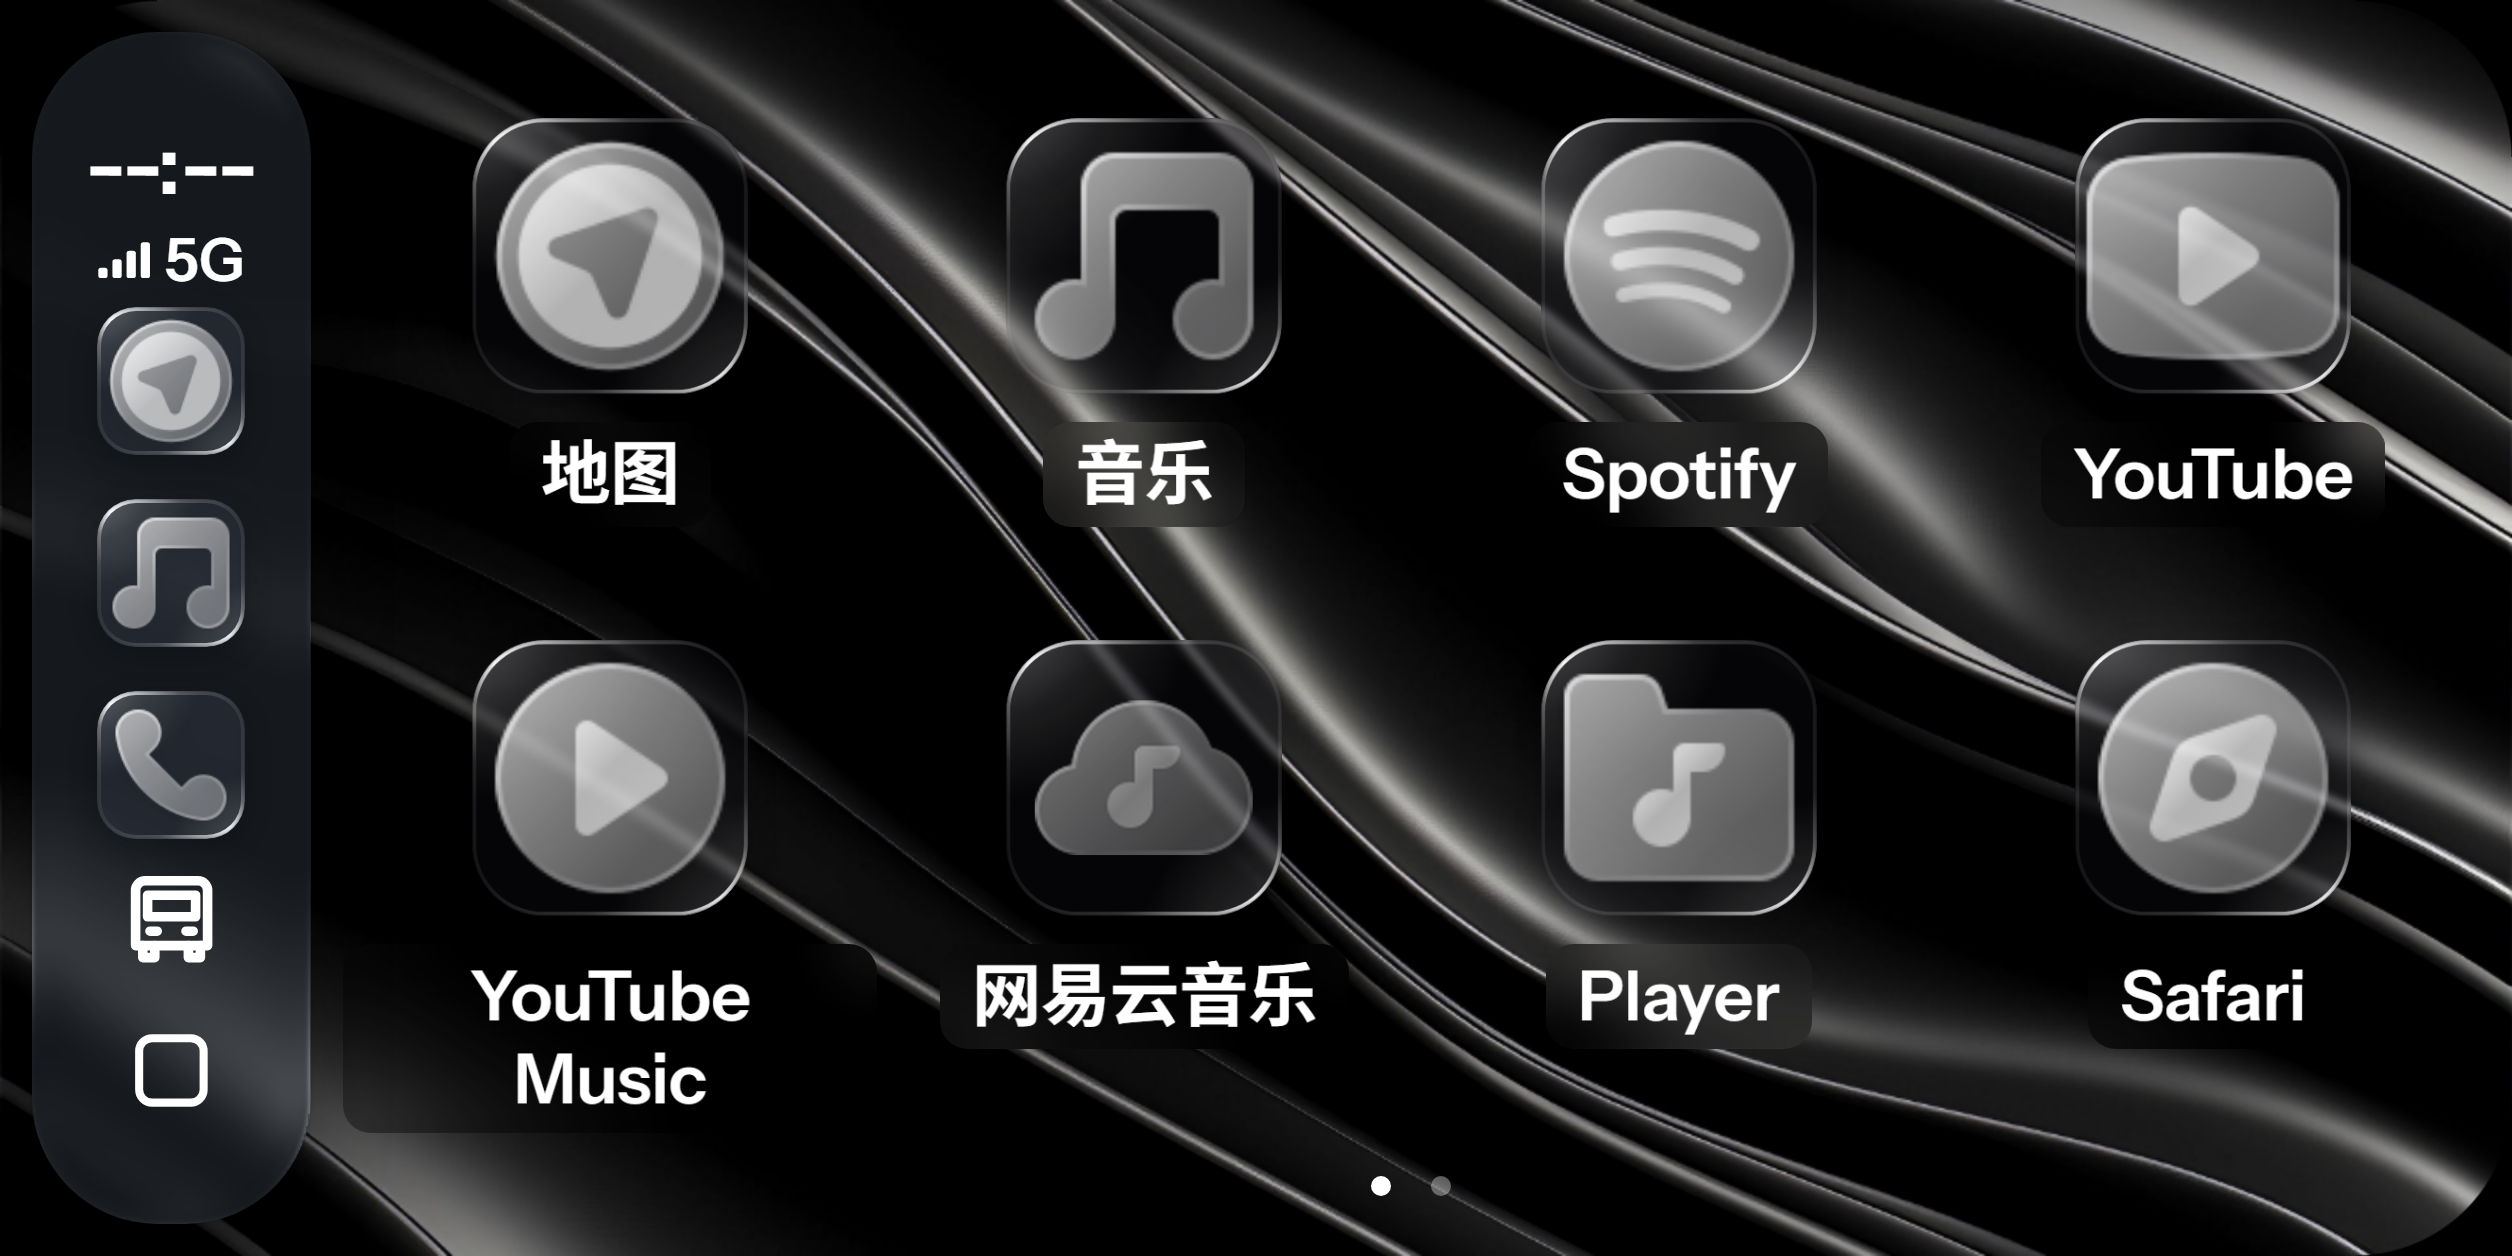 --:--
5G
地图
音乐
Spotify
YouTube
YouTube
Music
网易云音乐
Player
Safari